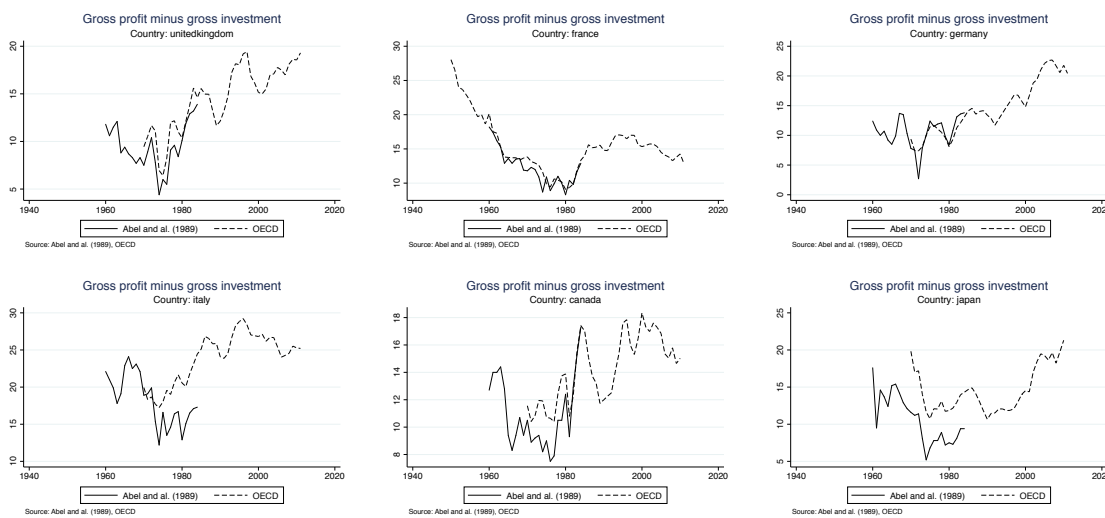 Gross profit minus gross investment
Country: unitedkingdom
20
15
10
5
1940 1960 1980 2000 2020
Abel and al. (1989) OECD
Source: Abel and al. (1989), OECD
Gross profit minus gross investment
Country: france
30
25
20
15
10
1940 1960 1980 2000 2020
Abel and al. (1989) OECD
Source: Abel and al. (1989), OECD
Gross profit minus gross investment
Country: germany
25
20
15
10
5
0
1940 1960 1980 2000 202
Abel and al. (1989) OECD
Source: Abel and al. (1989), OECD
Gross profit minus gross investment
Country: italy
30
25
20
15
10
1940 1960 1980 2000 2020
Abel and al. (1989) OECD
Source: Abel and al. (1989), OECD
Gross profit minus gross investment
Country: canada
18
16
14
12
10
8
1940 1960 1980 2000 2020
Abel and al. (1989) OECD
Source: Abel and al. (1989), OECD
Gross profit minus gross investment
Country: japan
25
20
15
10
5
1940 1960 1980 2000 202
Abel and al. (1989) OECD
Source: Abel and al. (1989), OECD